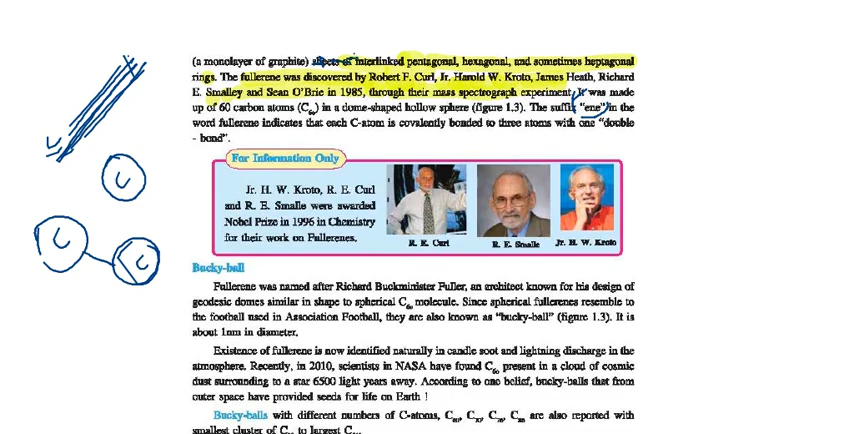 (a monolayer of graphite) sheets of interlinked pentagonal, hexagonal, and sometimes heptagonal
rings. The fullerene was discovered by Robert F. Curl, Jr. Harold W. Kroto, James Heath, Richard
E. Smalley and Sean O'Brie in 1985, through their mass spectrograph experiment. It was made
up of 60 carbon atoms (C60) in a dome-shaped hollow sphere (figure 1.3). The suffix "ene" in the
word fullerene indicates that each C-atom is covalently bonded to three atoms with one "double
- bond".
For Information Only
Jr. H. W. Kroto, R. E. Curl
and R. E. Smalle were awarded
Nobel Prize in 1996 in Chemistry
for their work on Fullerenes.
R. E. Curl
R. E. Smalle
Jr. H. W. Kroto
C
C
C
Bucky-ball
Fullerene was named after Richard Buckminister Fuller, an architect known for his design of
geodesic domes similar in shape to spherical C60 molecule. Since spherical fullerenes resemble to
the football used in Association Football, they are also known as "bucky-ball" (figure 1.3). It is
about 1nm in diameter.
Existence of fullerene is now identified naturally in candle soot and lightning discharge in the
atmosphere. Recently, in 2010, scientists in NASA have found C60 present in a cloud of cosmic
dust surrounding to a star 6500 light years away. According to one belief, bucky-balls that from
outer space have provided seeds for life on Earth !
Bucky-balls with different numbers of C-atoms, are also reported with
smallest cluster of to largest